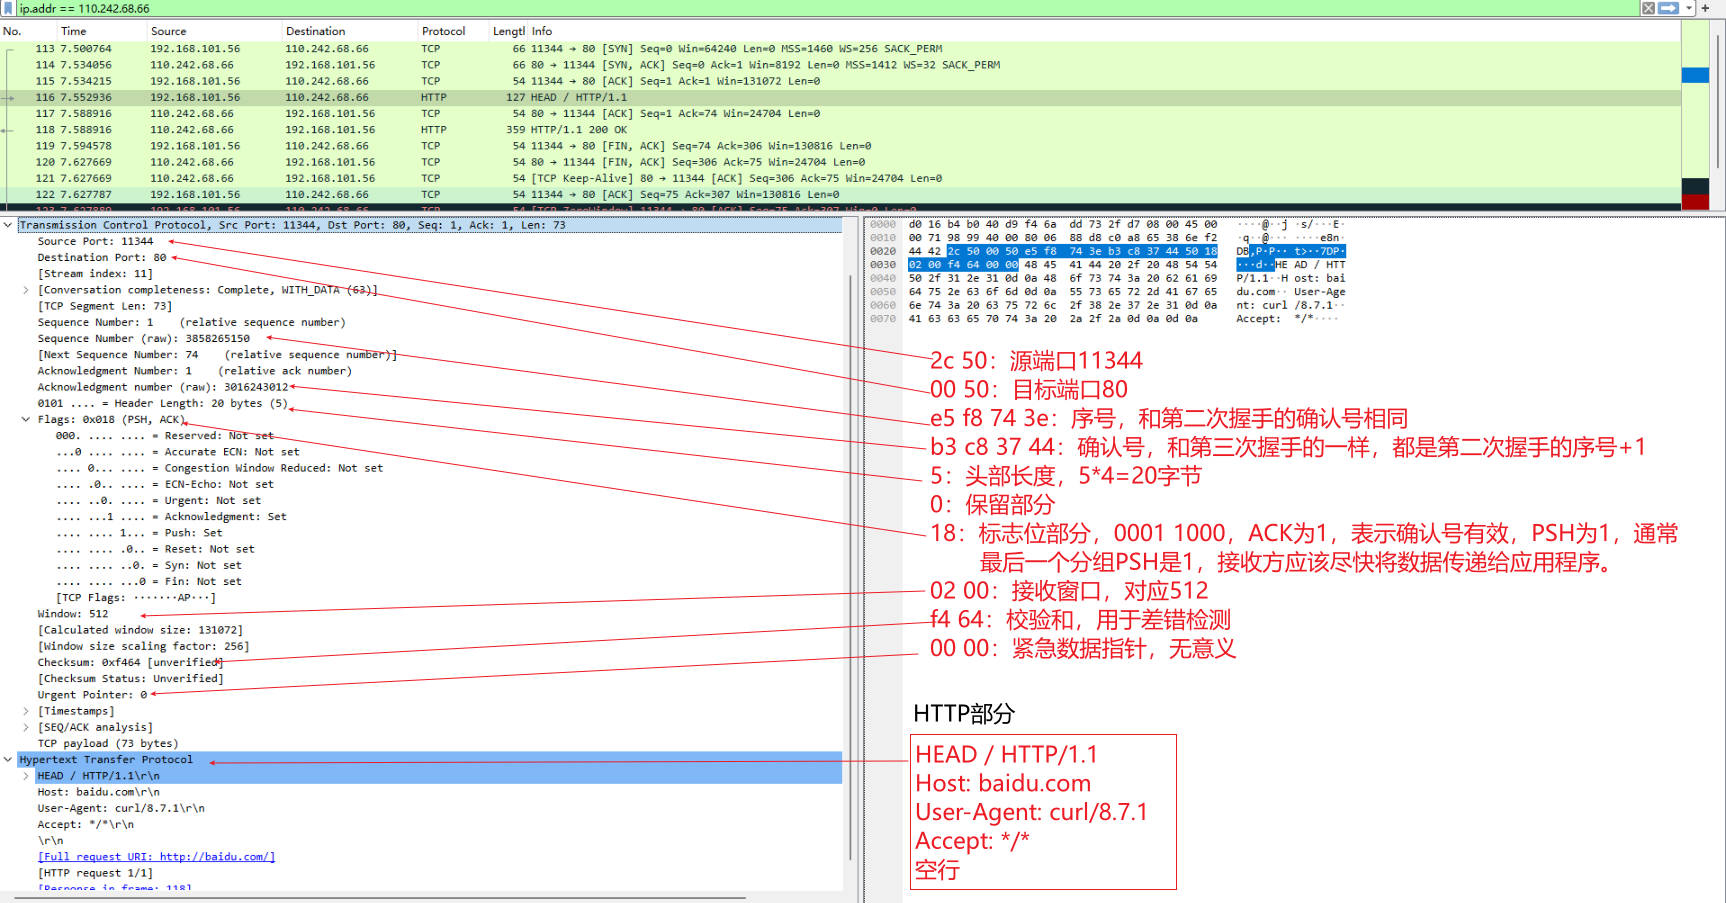 ip.addr == 110.242.68.66
No. Time Source Destination Protocol Lengtl Info
113 7.500764 192.168.101.56 110.242.68.66 TCP 66 11344 → 80 [SYN] Seq=0 Win=64240 Len=0 MSS=1460 WS=256 SACK_PERM
114 7.534056 110.242.68.66 192.168.101.56 TCP 66 80 → 11344 [SYN, ACK] Seq=0 Ack=1 Win=8192 Len=0 MSS=1412 WS=32 SACK_PERM
115 7.534215 192.168.101.56 110.242.68.66 TCP 54 11344 → 80 [ACK] Seq=1 Ack=1 Win=131072 Len=0
116 7.552936 192.168.101.56 110.242.68.66 HTTP 127 HEAD / HTTP/1.1
117 7.588916 110.242.68.66 192.168.101.56 TCP 54 80 → 11344 [ACK] Seq=1 Ack=74 Win=24704 Len=0
118 7.588916 110.242.68.66 192.168.101.56 HTTP 359 HTTP/1.1 200 OK
119 7.594578 192.168.101.56 110.242.68.66 TCP 54 11344 → 80 [FIN, ACK] Seq=74 Ack=306 Win=130816 Len=0
120 7.627669 110.242.68.66 192.168.101.56 TCP 54 80 → 11344 [FIN, ACK] Seq=306 Ack=75 Win=24704 Len=0
121 7.627669 110.242.68.66 192.168.101.56 TCP 54 [TCP Keep-Alive] 80 → 11344 [ACK] Seq=306 Ack=75 Win=24704 Len=0
122 7.627787 192.168.101.56 110.242.68.66 TCP 54 11344 → 80 [ACK] Seq=75 Ack=307 Win=130816 Len=0
Transmission Control Protocol, Src Port: 11344, Dst Port: 80, Seq: 1, Ack: 1, Len: 73
Source Port: 11344
Destination Port: 80
[Stream index: 11]
[Conversation completeness: Complete, WITH_DATA (63)]
[TCP Segment Len: 73]
Sequence Number: 1 (relative sequence number)
Sequence Number (raw): 3858265150
[Next Sequence Number: 74 (relative sequence number)]
Acknowledgment Number: 1 (relative ack number)
Acknowledgment number (raw): 3016243012
0101 .... = Header Length: 20 bytes (5)
Flags: 0x018 (PSH, ACK)
000. .... .... = Reserved: Not set
...0 .... .... = Accurate ECN: Not set
.... 0... .... = Congestion Window Reduced: Not set
.... .0.. .... = ECN-Echo: Not set
.... ..0. .... = Urgent: Not set
.... ...1 .... = Acknowledgment: Set
.... .... 1... = Push: Set
.... .... .0.. = Reset: Not set
.... .... ..0. = Syn: Not set
.... .... ...0 = Fin: Not set
[TCP Flags: ·······AP···]
Window: 512
[Calculated window size: 131072]
[Window size scaling factor: 256]
Checksum: 0xf464 [unverified]
[Checksum Status: Unverified]
Urgent Pointer: 0
[Timestamps]
[SEQ/ACK analysis]
TCP payload (73 bytes)
Hypertext Transfer Protocol
HEAD / HTTP/1.1\r\n
Host: baidu.com\r\n
User-Agent: curl/8.7.1\r\n
Accept: */*\r\n
\r\n
[Full request URI: http://baidu.com/]
[HTTP request 1/1]
[Response in frame: 118]
0000 d0 16 b4 b0 40 d9 f4 6a dd 73 2f d7 08 00 45 00 ····@··j ·s/···E·
0010 00 71 98 99 40 00 80 06 88 d8 c0 a8 65 38 6e f2 ·q··@··· ····e8n·
0020 44 42 2c 50 00 50 e5 f8 74 3e b3 c8 37 44 50 18 DB,P·P·· t>··7DP·
0030 02 00 f4 64 00 00 48 45 41 44 20 2f 20 48 54 54 ···d··HE AD / HTT
0040 50 2f 31 2e 31 0d 0a 48 6f 73 74 3a 20 62 61 69 P/1.1··H ost: bai
0050 64 75 2e 63 6f 6d 0d 0a 55 73 65 72 2d 41 67 65 du.com·· User-Age
0060 6e 74 3a 20 63 75 72 6c 2f 38 2e 37 2e 31 0d 0a nt: curl /8.7.1··
0070 41 63 63 65 70 74 3a 20 2a 2f 2a 0d 0a 0d 0a Accept: */*····
2c 50：源端口11344
00 50：目标端口80
e5 f8 74 3e：序号，和第二次握手的确认号相同
b3 c8 37 44：确认号，和第三次握手的一样，都是第二次握手的序号+1
5：头部长度，5*4=20字节
0：保留部分
18：标志位部分，0001 1000，ACK为1，表示确认号有效，PSH为1，通常
最后一个分组PSH是1，接收方应该尽快将数据传递给应用程序。
02 00：接收窗口，对应512
f4 64：校验和，用于差错检测
00 00：紧急数据指针，无意义
HTTP部分
HEAD / HTTP/1.1
Host: baidu.com
User-Agent: curl/8.7.1
Accept: */*
空行